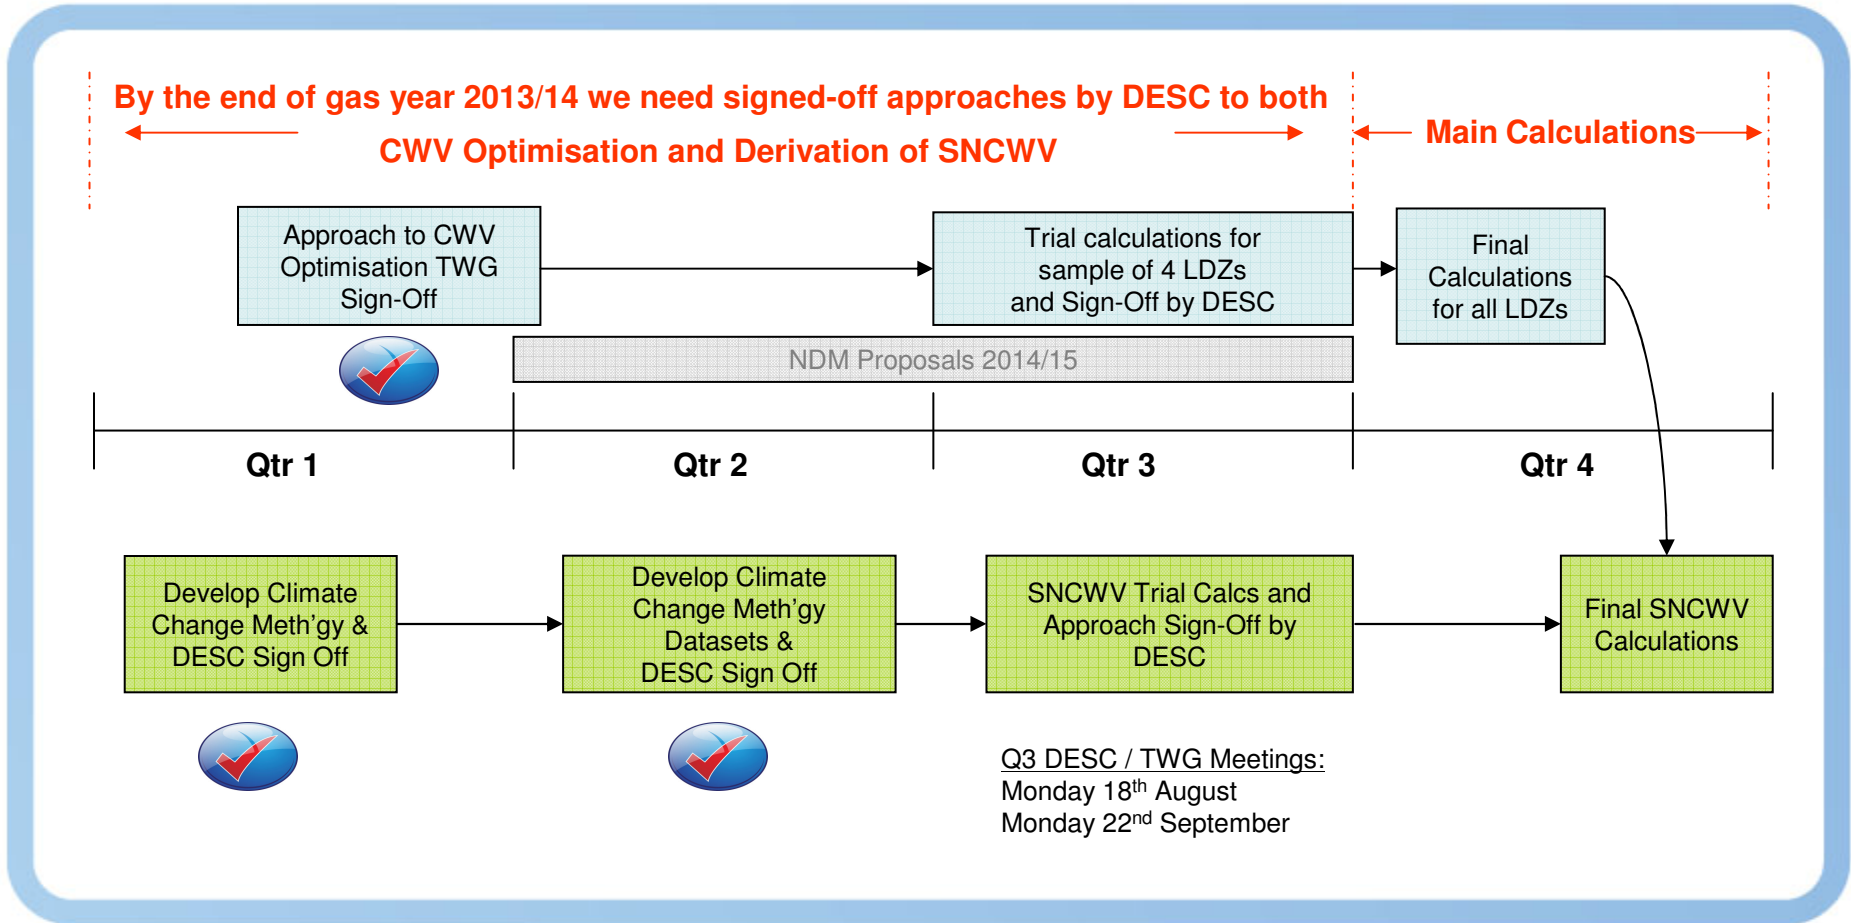 By the end of gas year 2013/14 we need signed-off approaches by DESC to both
CWV Optimisation and Derivation of SNCWV
Main Calculations
Approach to CWV
Optimisation TWG
Sign-Off
Trial calculations for
sample of 4 LDZs
and Sign-Off by DESC
Final
Calculations
for all LDZs
NDM Proposals 2014/15
Qtr 1
Qtr 2
Qtr 3
Qtr 4
Develop Climate
Change Meth'gy &
DESC Sign Off
Develop Climate
Change Meth'gy
Datasets &
DESC Sign Off
SNCWV Trial Calcs and
Approach Sign-Off by
DESC
Final SNCWV
Calculations
Q3 DESC / TWG Meetings:
Monday 18th August
Monday 22nd September